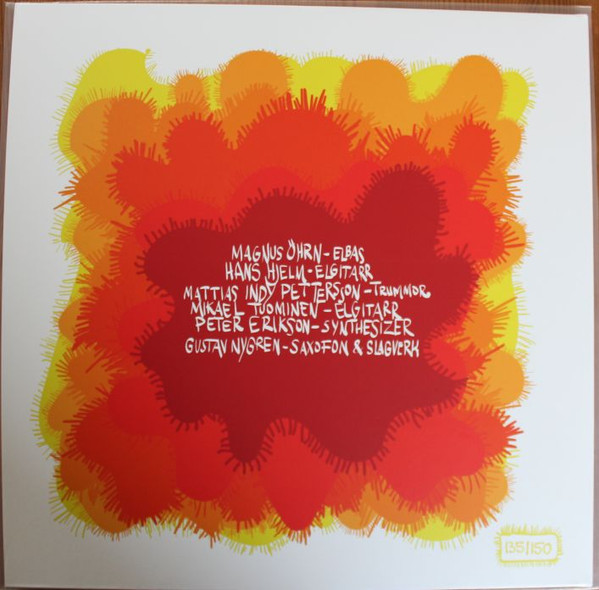 MAGNUS ÖHRN - ELBAS
HANS HJELM - ELGITARR
MATTIAS INDY PETTERSON - TRUMMOR
MIKAEL TUOMINEN - ELGITARR
PETER ERIKSON - SYNTHESIZER
GUSTAV NYGREN - SAXOFON & SLAGVERK
135/150